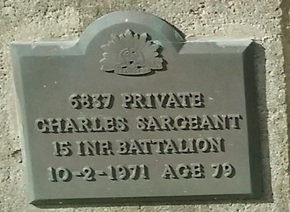 6837 PRIVATE
CHARLES SARGEANT
15 INF. BATTALION
10-2-1971 AGE 79